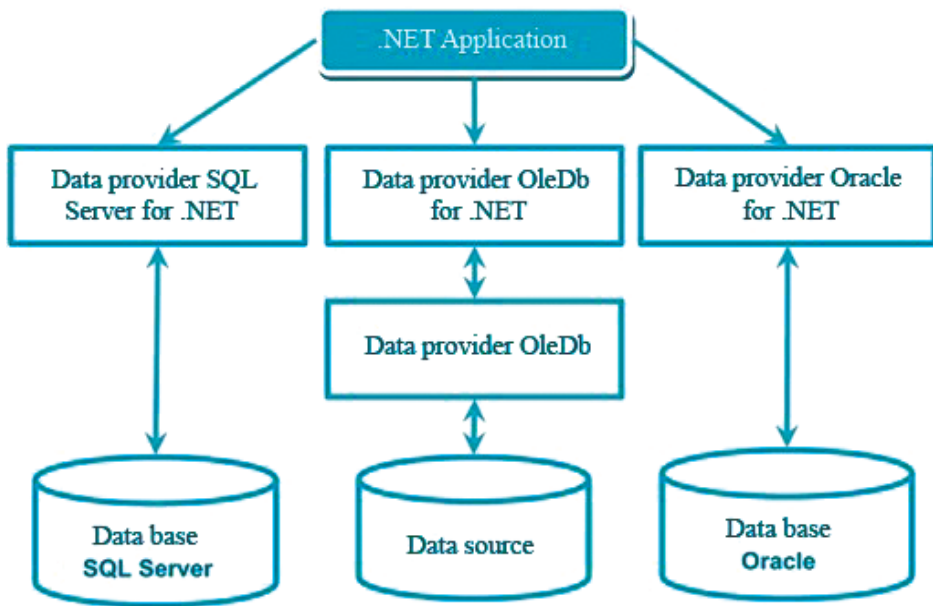 .NET Application
Data provider SQL
Server for .NET
Data provider OleDb
for .NET
Data provider Oracle
for .NET
Data provider OleDb
Data base
SQL Server
Data source
Data base
Oracle